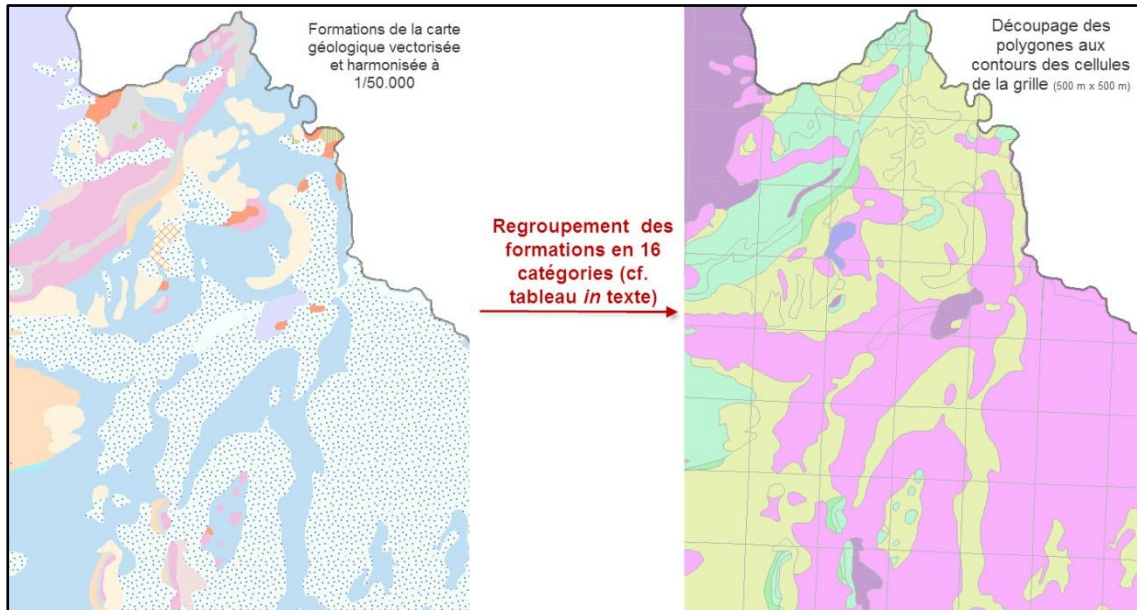 Formations de la carte
géologique vectorisée
et harmonisée à
1/50.000
Regroupement des
formations en 16
catégories (cf.
tableau in texte)
Découpage des
polygones aux
contours des cellules
de la grille (500 m x 500 m)